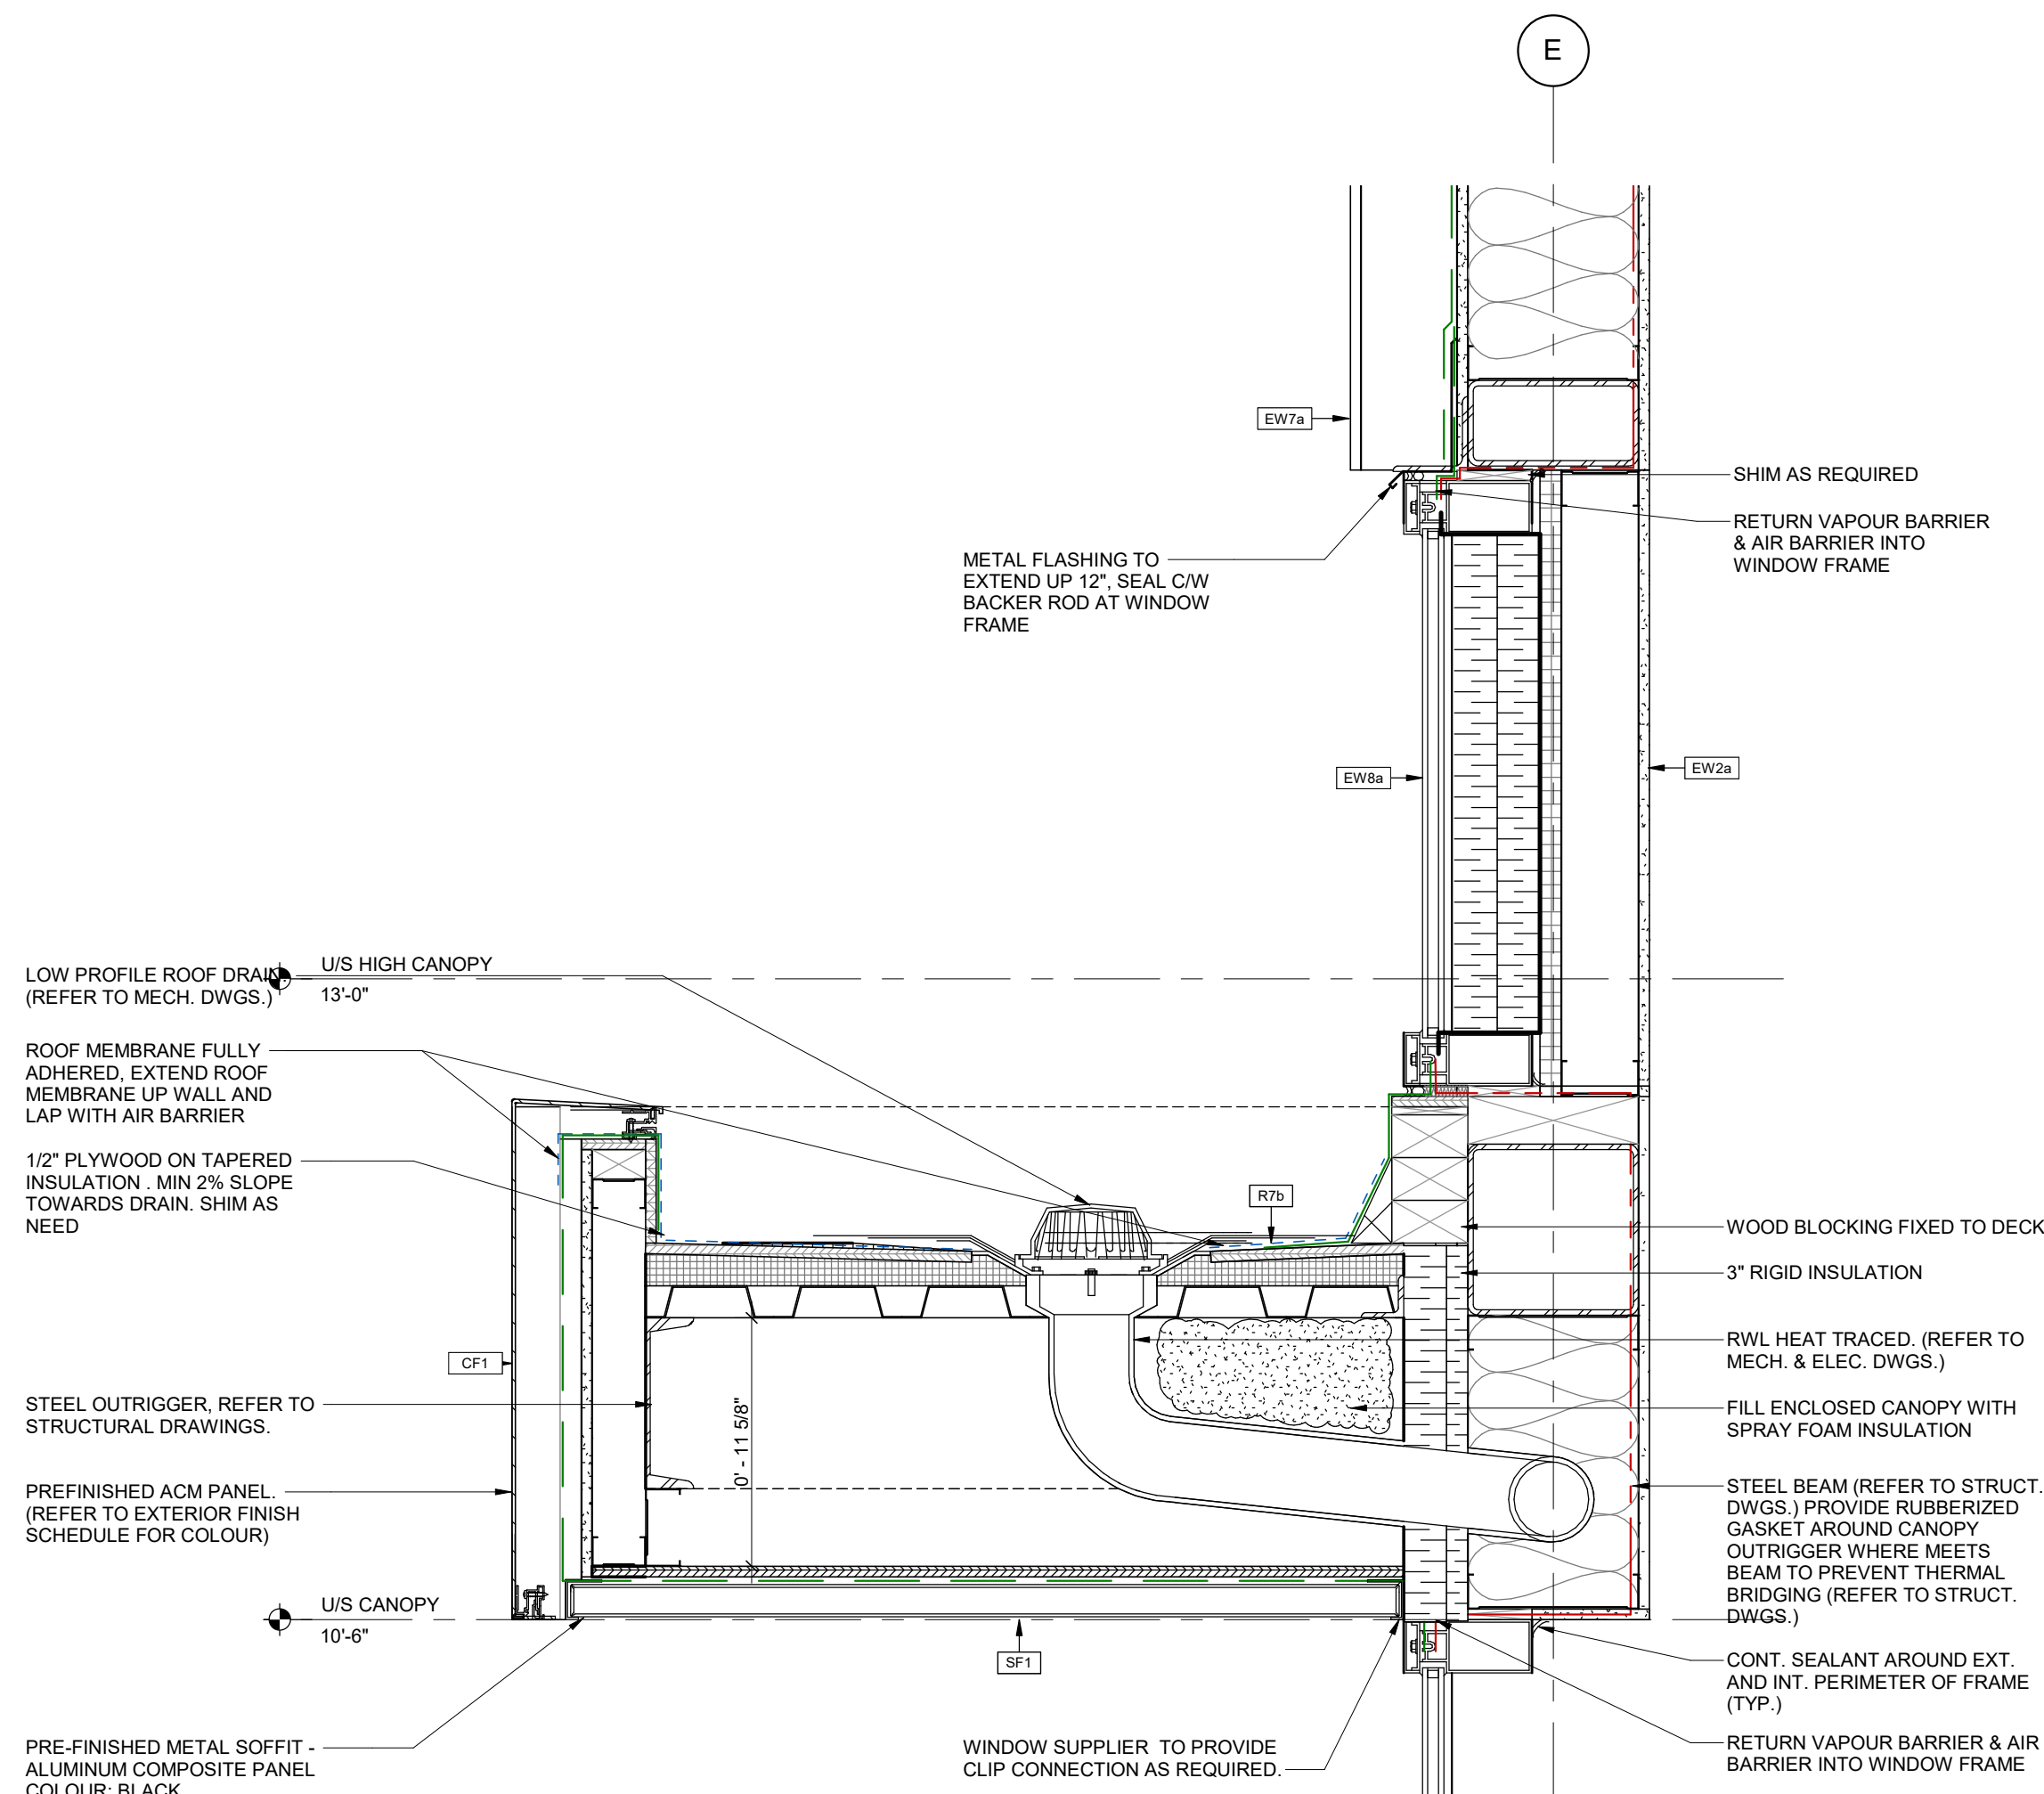 E
EW7a
SHIM AS REQUIRED
RETURN VAPOUR BARRIER
& AIR BARRIER INTO
WINDOW FRAME
METAL FLASHING TO
EXTEND UP 12", SEAL C/W
BACKER ROD AT WINDOW
FRAME
EW8a
EW2a
LOW PROFILE ROOF DRAIN.
(REFER TO MECH. DWGS.)
U/S HIGH CANOPY
13'-0"
ROOF MEMBRANE FULLY
ADHERED, EXTEND ROOF
MEMBRANE UP WALL AND
LAP WITH AIR BARRIER
1/2" PLYWOOD ON TAPERED
INSULATION . MIN 2% SLOPE
TOWARDS DRAIN. SHIM AS
NEED
R7b
WOOD BLOCKING FIXED TO DECK
3" RIGID INSULATION
RWL HEAT TRACED. (REFER TO
MECH. & ELEC. DWGS.)
CF1
STEEL OUTRIGGER, REFER TO
STRUCTURAL DRAWINGS.
0' - 11 5/8"
FILL ENCLOSED CANOPY WITH
SPRAY FOAM INSULATION
PREFINISHED ACM PANEL.
(REFER TO EXTERIOR FINISH
SCHEDULE FOR COLOUR)
STEEL BEAM (REFER TO STRUCT.
DWGS.) PROVIDE RUBBERIZED
GASKET AROUND CANOPY
OUTRIGGER WHERE MEETS
BEAM TO PREVENT THERMAL
BRIDGING (REFER TO STRUCT.
DWGS.)
U/S CANOPY
10'-6"
SF1
CONT. SEALANT AROUND EXT.
AND INT. PERIMETER OF FRAME
(TYP.)
PRE-FINISHED METAL SOFFIT -
ALUMINUM COMPOSITE PANEL
COLOUR: BLACK
WINDOW SUPPLIER  TO PROVIDE
CLIP CONNECTION AS REQUIRED.
RETURN VAPOUR BARRIER & AIR
BARRIER INTO WINDOW FRAME